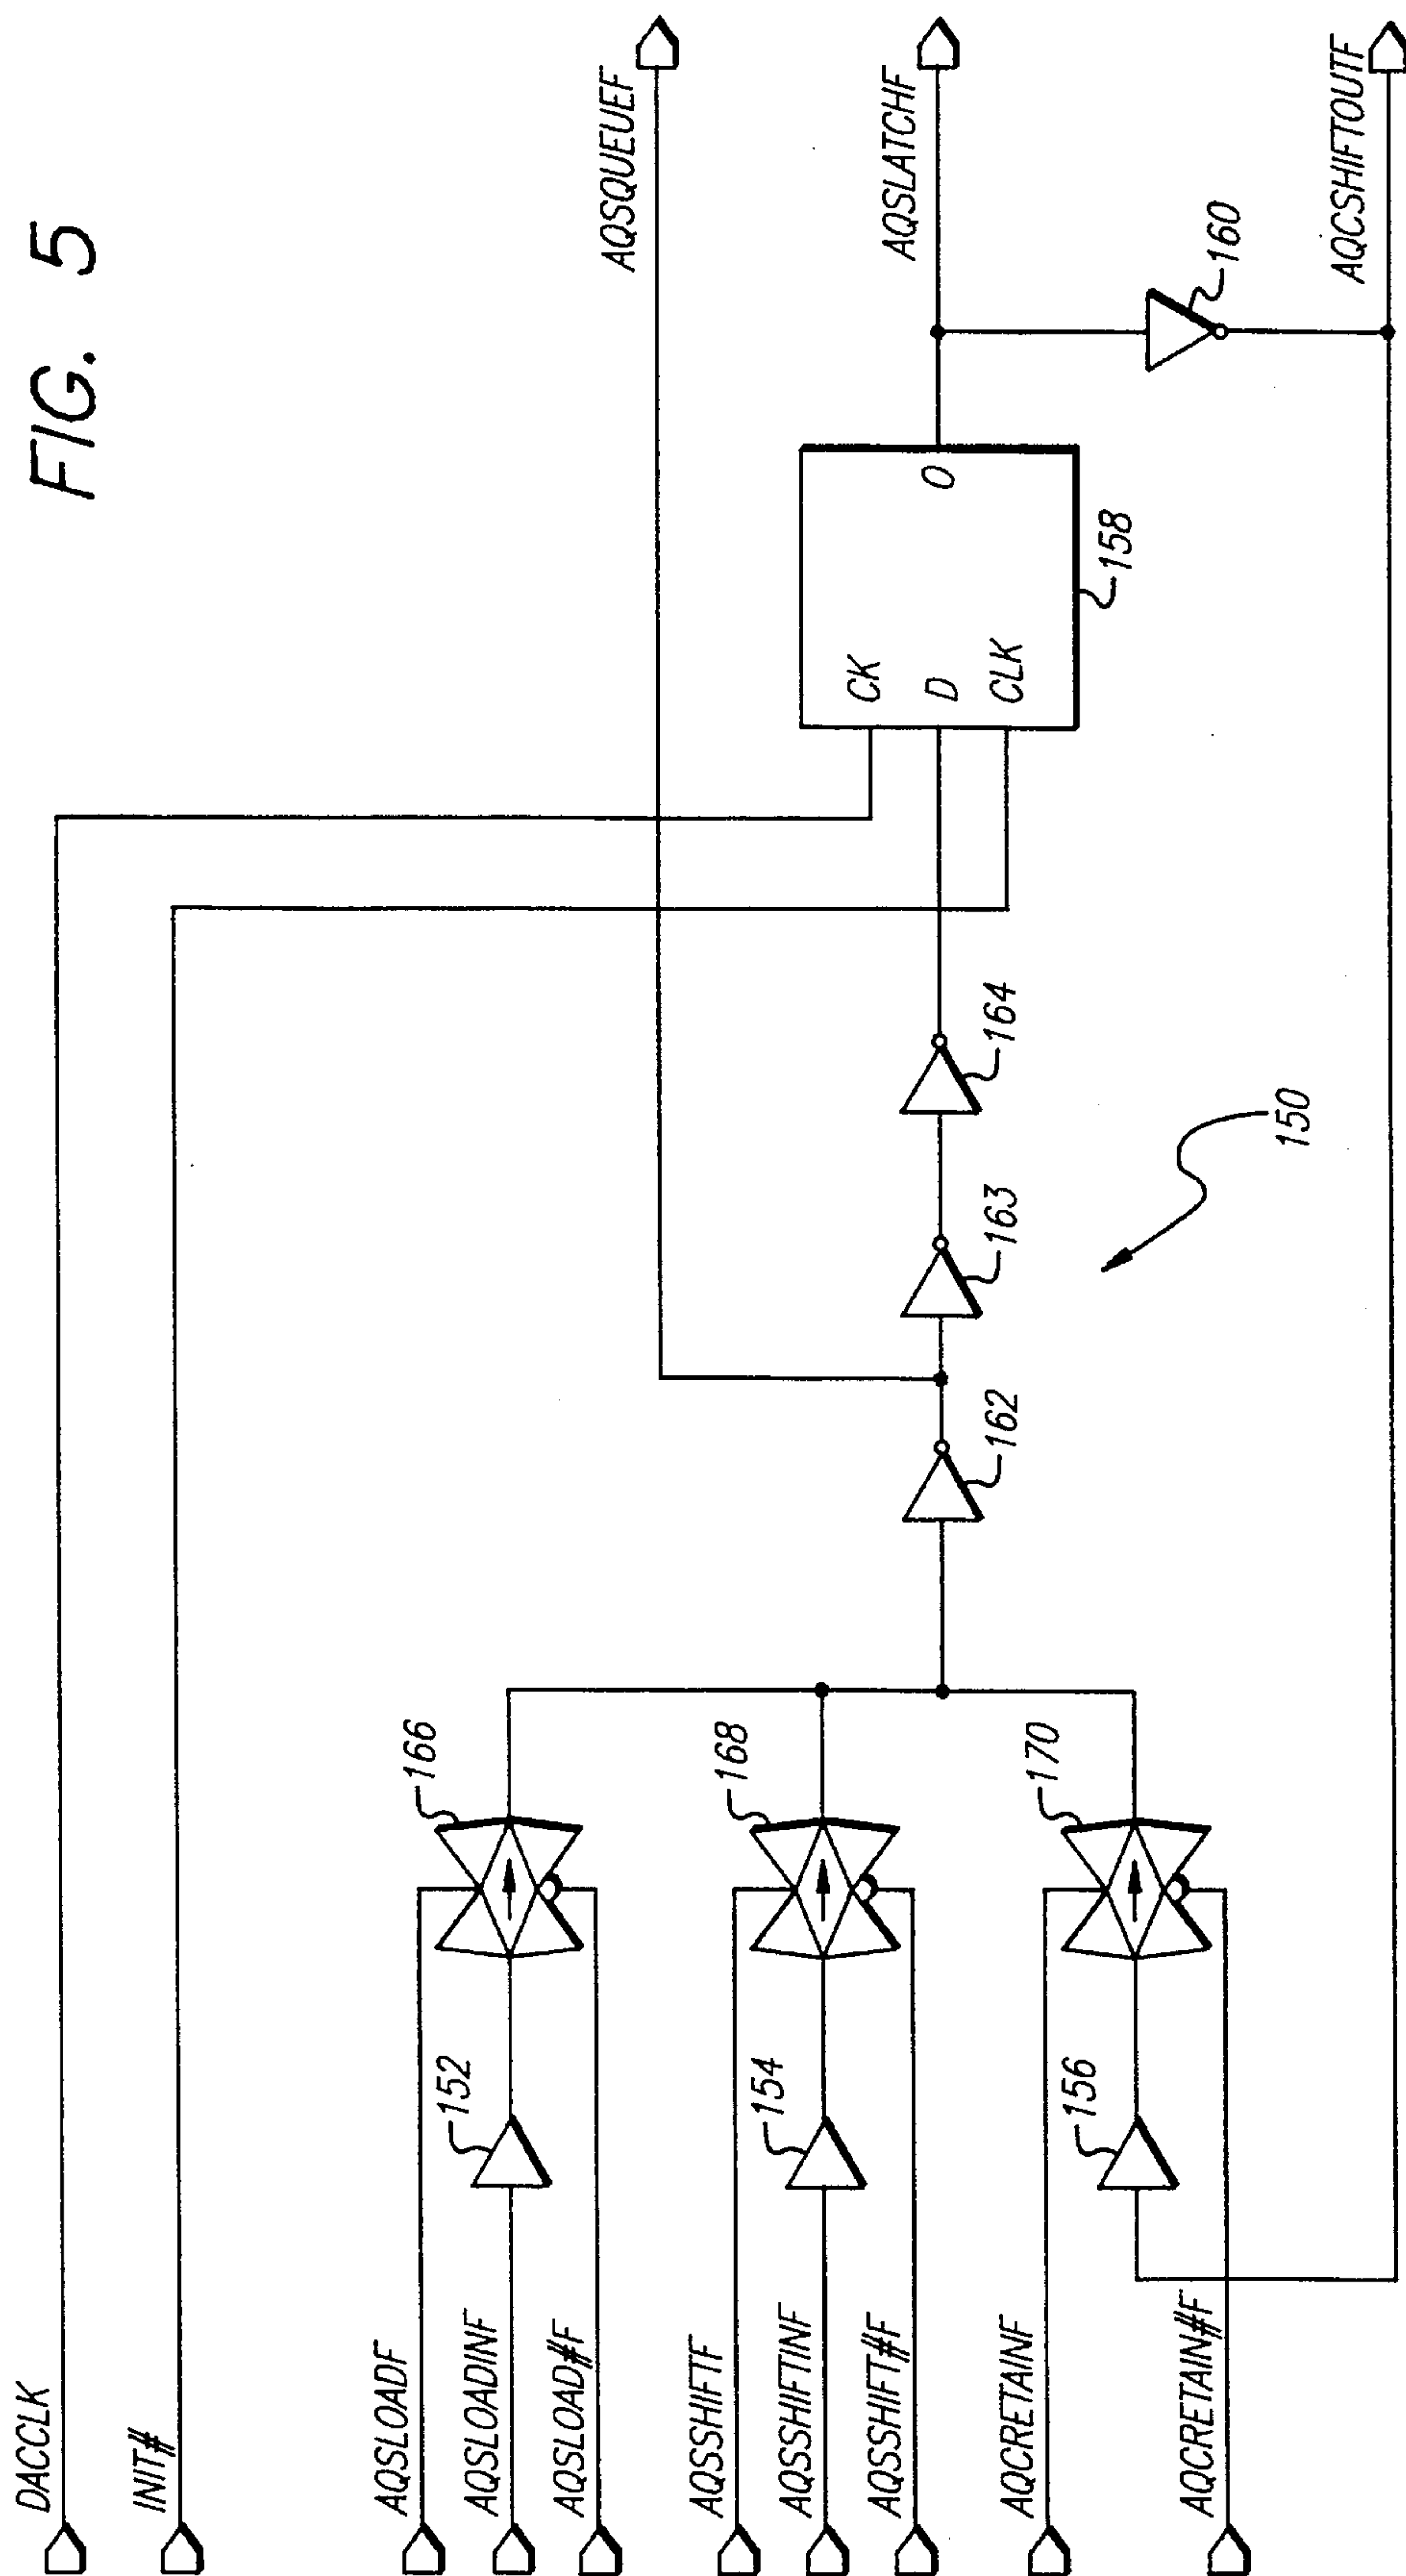 FIG. 5
DACCLK
INIT#
AQSLOADF
AQSLOADINF
AQSLOAD#F
AQSSHIFTF
AQSSHIFTINF
AQSSHIFT#F
AQCRETAINF
AQCRETAIN#F
152
154
156
166
168
170
162
163
164
150
CK
D
CLK
O
158
160
AQSQUEUEF
AQSLATCHF
AQCSHIFTOUTF